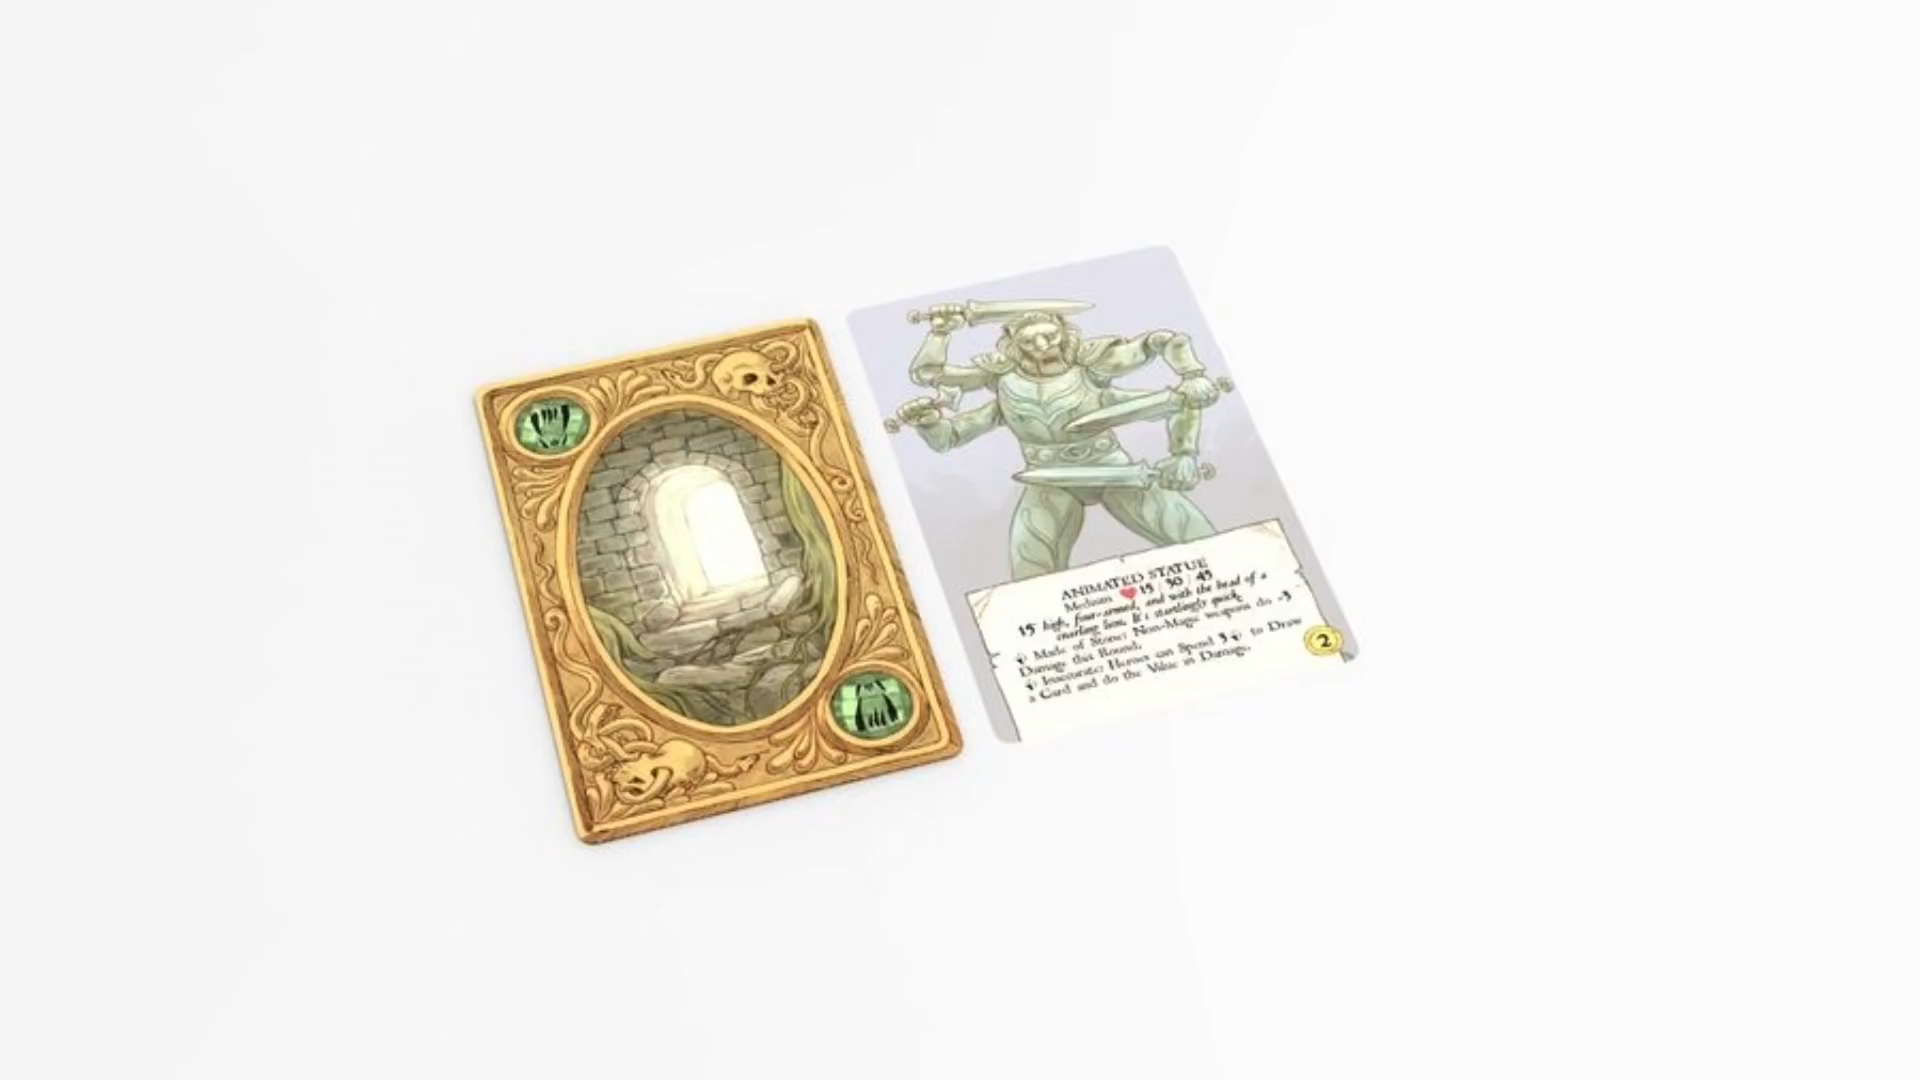 ANIMATED STATUE
Medium 15 / 30 / 45
15' high, four-armed, and with the head of a
snarling lion. It's startlingly quick.
Made of Stone: Non-Magic weapons do -3
Damage this Round.
Inaccurate: Heroes can Spend 3 to Draw
a Card and do the Value in Damage.
2